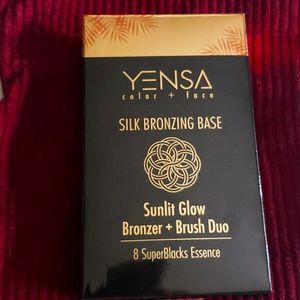 YENSA
color + face
SILK BRONZING BASE
Sunlit Glow
Bronzer + Brush Duo
8 SuperBlacks Essence